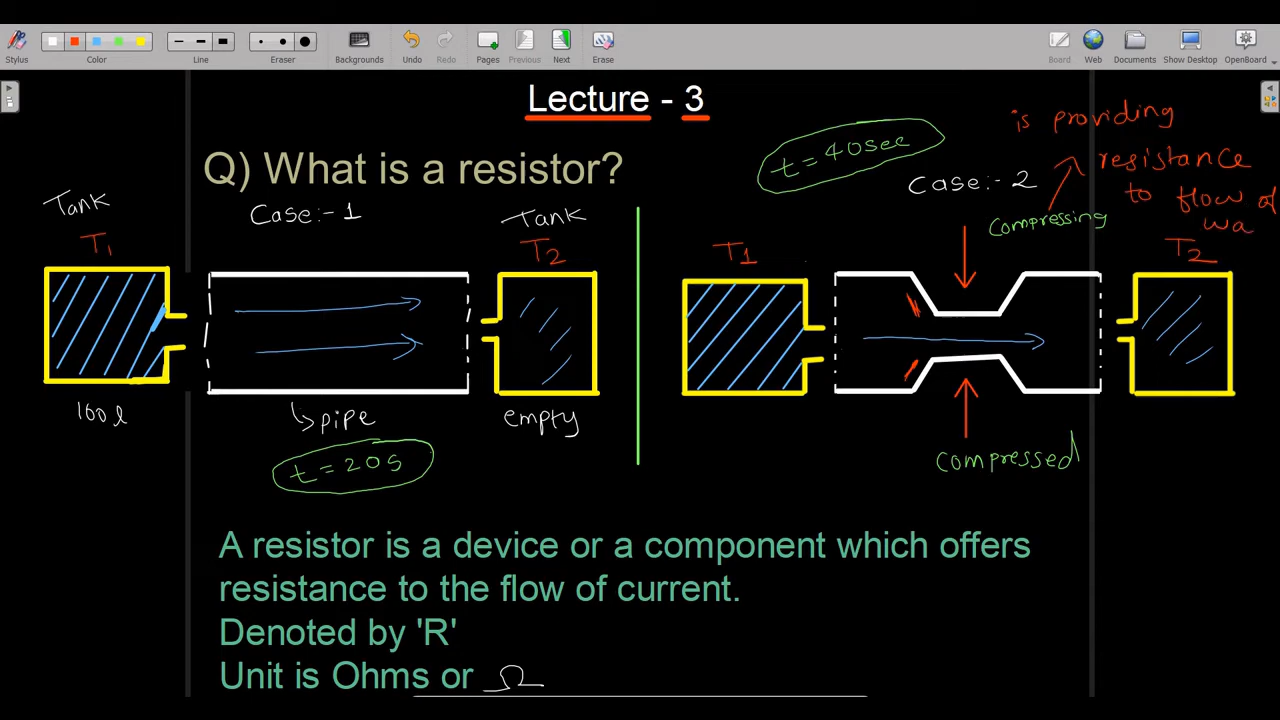 Stylus
Color
Line
Eraser
Backgrounds
Undo
Redo
Pages
Previous
Next
Erase
Board
Web
Documents
Show Desktop
OpenBoard
Lecture - 3
Q) What is a resistor?
t = 40sec
is providing
resistance
to flow of
wa
Case:- 2
Compressing
Tank
T1
Case:- 1
Tank
T2
T1
T2
100l
pipe
empty
t = 20s
compressed
A resistor is a device or a component which offers
resistance to the flow of current.
Denoted by 'R'
Unit is Ohms or Ω